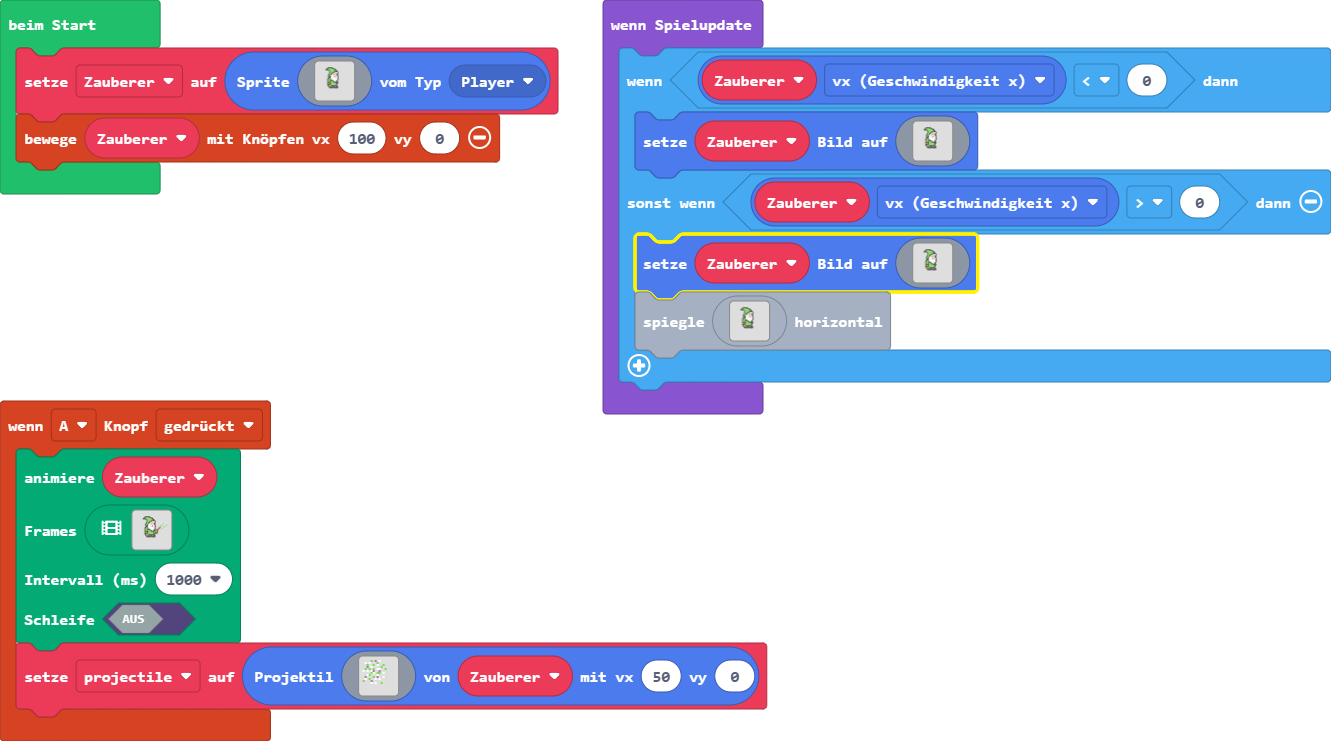 beim Start
setze Zauberer auf Sprite vom Typ Player
bewege Zauberer mit Knöpfen vx 100 vy 0
wenn Spielupdate
wenn Zauberer vx (Geschwindigkeit x) < 0 dann
setze Zauberer Bild auf
sonst wenn Zauberer vx (Geschwindigkeit x) > 0 dann
setze Zauberer Bild auf
spiegle horizontal
wenn A Knopf gedrückt
animiere Zauberer
Frames
Intervall (ms) 1000
Schleife AUS
setze projectile auf Projektil von Zauberer mit vx 50 vy 0